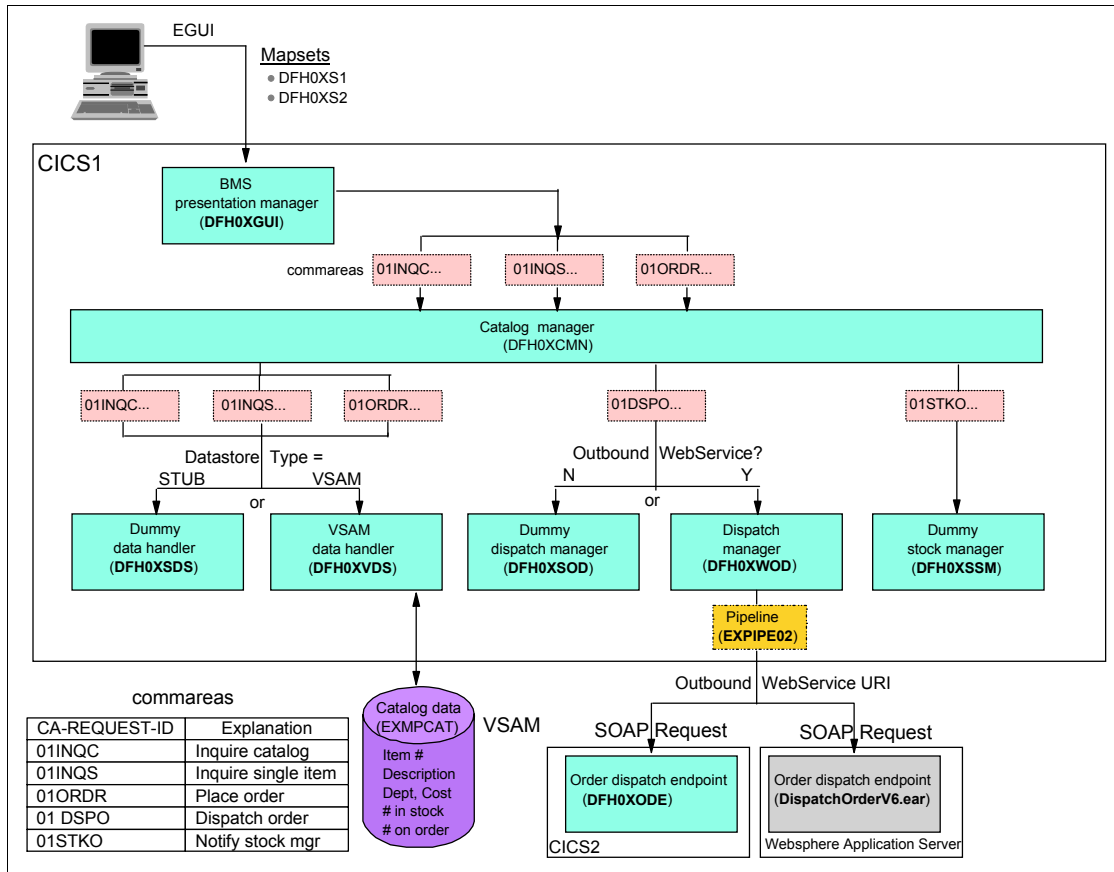 EGUI
Mapsets
● DFH0XS1
● DFH0XS2
CICS1
BMS
presentation manager
(DFH0XGUI)
commareas
01INQC...
01INQS...
01ORDR...
Catalog manager
(DFH0XCMN)
01INQC...
01INQS...
01ORDR...
01DSPO...
01STKO...
Datastore Type =
STUB
VSAM
or
Outbound WebService?
N
Y
or
Dummy
data handler
(DFH0XSDS)
VSAM
data handler
(DFH0XVDS)
Dummy
dispatch manager
(DFH0XSOD)
Dispatch
manager
(DFH0XWOD)
Dummy
stock manager
(DFH0XSSM)
Pipeline
(EXPIPE02)
Outbound WebService URI
commareas
CA-REQUEST-ID Explanation
01INQC Inquire catalog
01INQS Inquire single item
01ORDR Place order
01 DSPO Dispatch order
01STKO Notify stock mgr
Catalog data
(EXMPCAT)
VSAM
Item #
Description
Dept, Cost
# in stock
# on order
SOAP Request
SOAP Request
Order dispatch endpoint
(DFH0XODE)
CICS2
Order dispatch endpoint
(DispatchOrderV6.ear)
Websphere Application Server